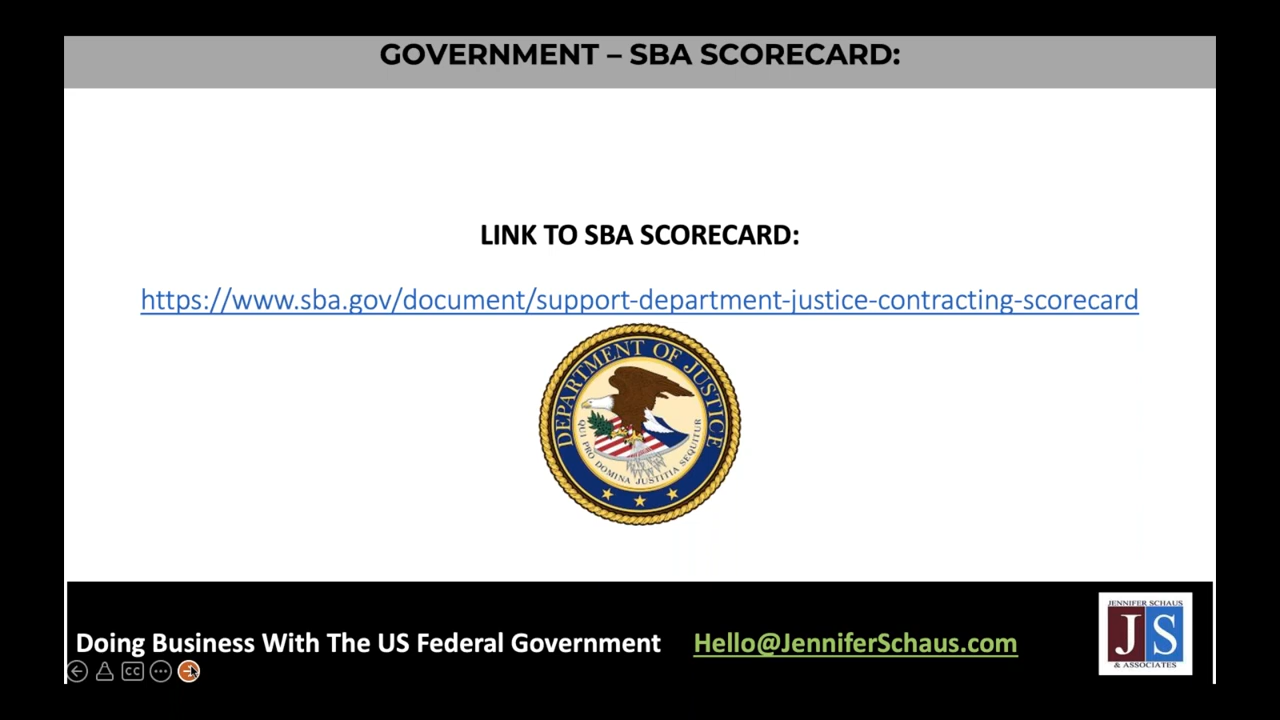 GOVERNMENT – SBA SCORECARD:
LINK TO SBA SCORECARD:
https://www.sba.gov/document/support-department-justice-contracting-scorecard
DEPARTMENT OF JUSTICE
QUI PRO DOMINA JUSTITIA SEQUITUR
Doing Business With The US Federal Government
Hello@JenniferSchaus.com
JENNIFER SCHAUS
JS
& ASSOCIATES
CC